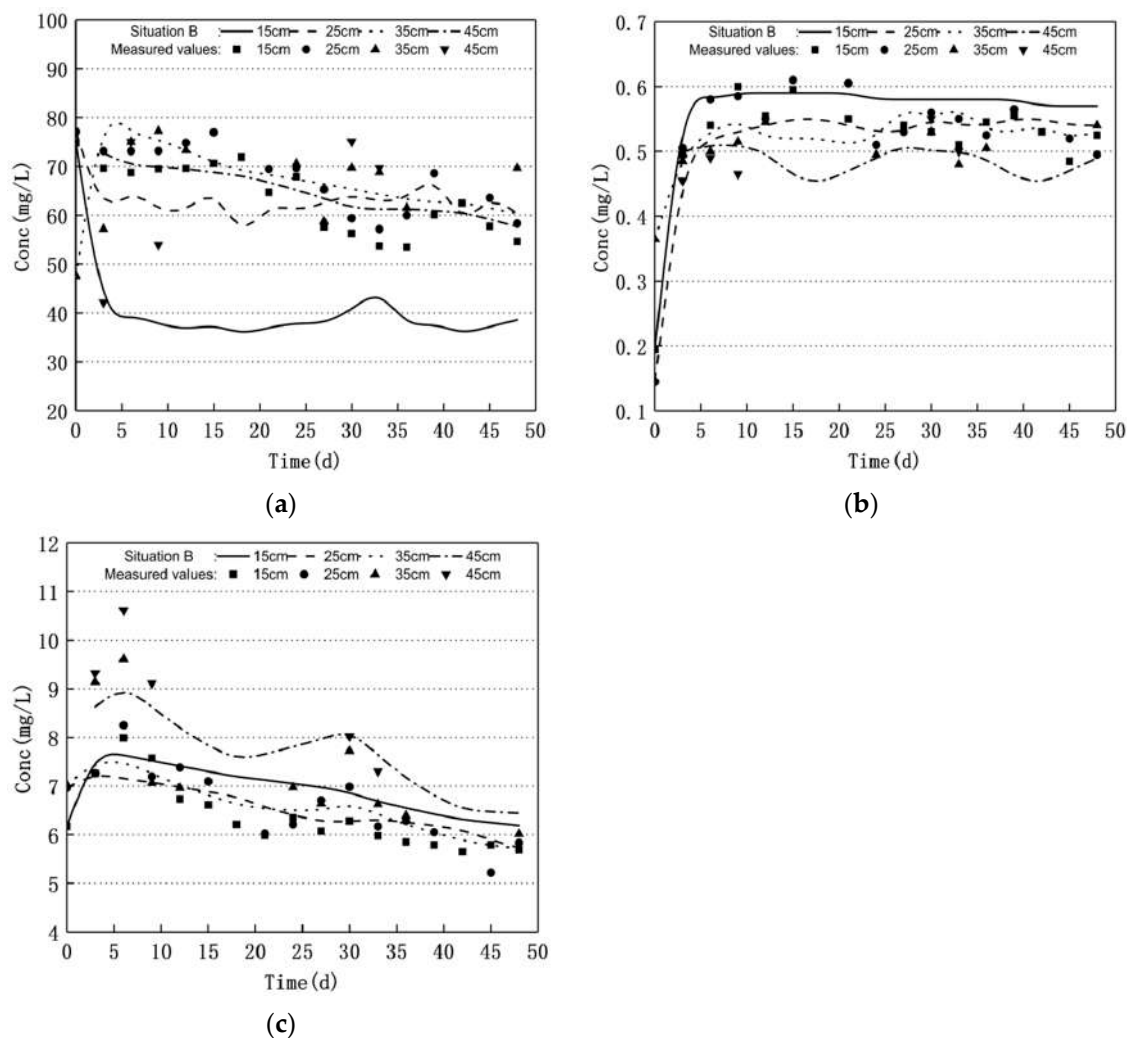 Situation B : 15cm 25cm 35cm 45cm
Measured values: 15cm 25cm 35cm 45cm
100
90
80
70
60
50
40
30
20
Conc(mg/L)
0 5 10 15 20 25 30 35 40 45 50
Time(d)
(a)
Situation B : 15cm 25cm 35cm 45cm
Measured values: 15cm 25cm 35cm 45cm
0.7
0.6
0.5
0.4
0.3
0.2
0.1
Conc(mg/L)
0 5 10 15 20 25 30 35 40 45 50
Time(d)
(b)
Situation B : 15cm 25cm 35cm 45cm
Measured values: 15cm 25cm 35cm 45cm
12
11
10
9
8
7
6
5
4
Conc(mg/L)
0 5 10 15 20 25 30 35 40 45 50
Time(d)
(c)